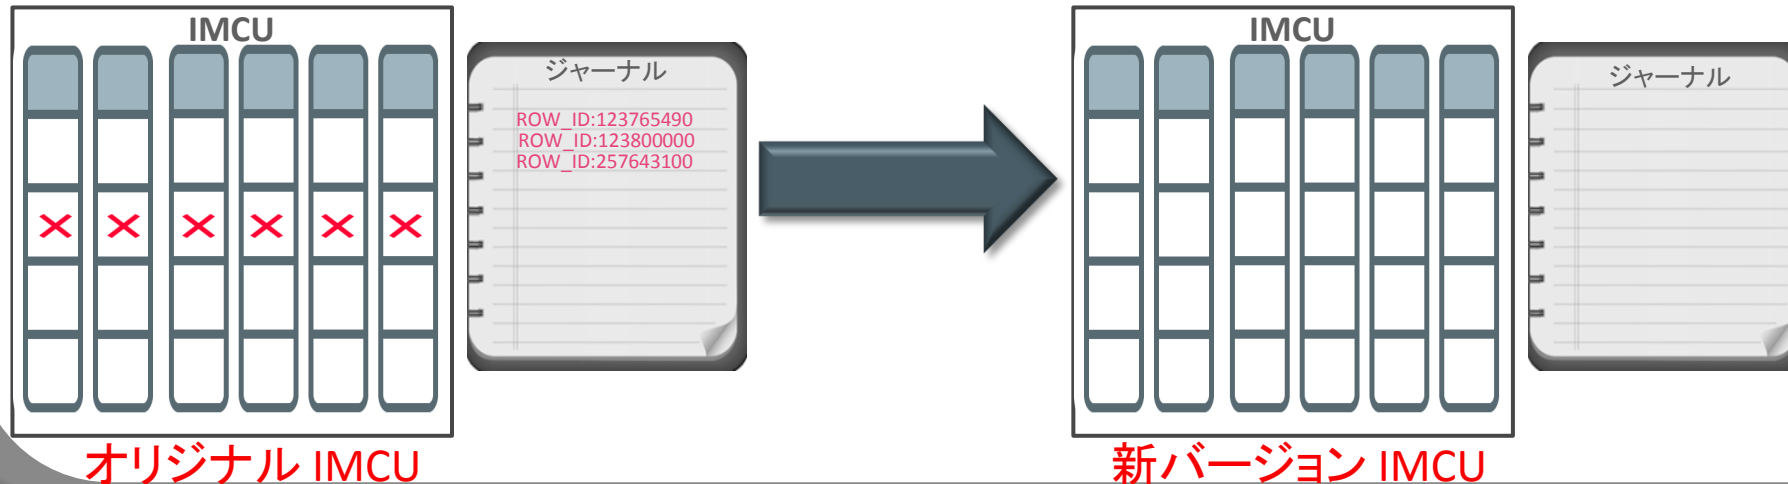 IMCU
ジャーナル
ROW_ID:123765490
ROW_ID:123800000
ROW_ID:257643100
オリジナル IMCU
IMCU
ジャーナル
新バージョン IMCU